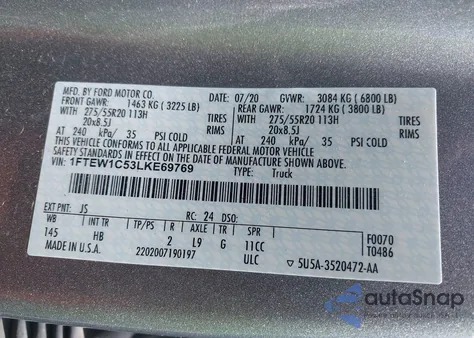 MFD. BY FORD MOTOR CO. 07/20 GVWR: 3084 KG ( 6800 LB)
FRONT GAWR: 1463 KG ( 3225 LB) REAR GAWR: 1724 KG ( 3800 LB)
WITH WITH
275/55R20 113H TIRES 275/55R20 113H TIRES
20x8.5J RIMS 20x8.5J RIMS
AT 240 kPa/ 35 PSI COLD AT 240 kPa/ 35 PSI COLD
THIS VEHICLE CONFORMS TO ALL APPLICABLE FEDERAL MOTOR VEHICLE
SAFETY, BUMPER, AND THEFT PREVENTION STANDARDS IN EFFECT ON THE DATE OF MANUFACTURE SHOWN ABOVE.
VIN: 1FTEW1C53LKE69769 TYPE: Truck
EXT PNT: JS RC: 24 DSO: F0070
WB INT TR TP/PS R AXLE TR SPR T0486
145 HB 2 L9 G 11CC
MADE IN U.S.A. 2202007190197 ULC ▽ 5U5A-3520472-AA
autoSnap